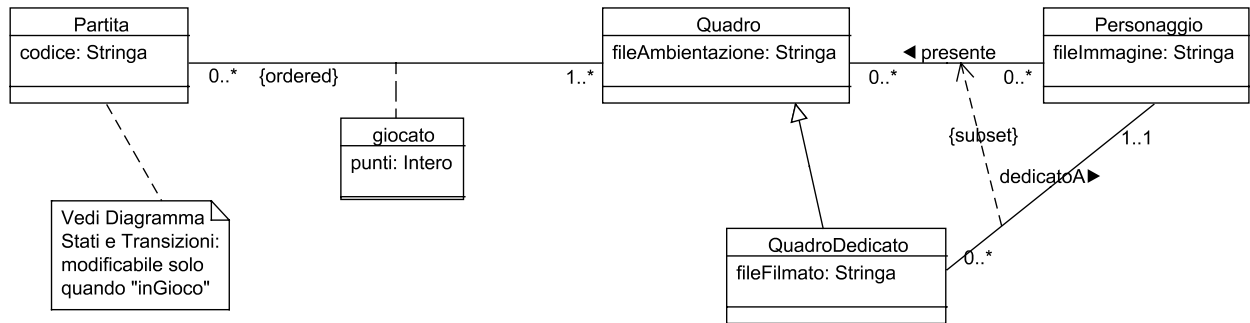 Partita
codice: Stringa
0..*
{ordered}
1..*
giocato
punti: Intero
Quadro
fileAmbientazione: Stringa
◀ presente
0..*
0..*
Personaggio
fileImmagine: Stringa
{subset}
1..1
dedicatoA▶
0..*
QuadroDedicato
fileFilmato: Stringa
Vedi Diagramma
Stati e Transizioni:
modificabile solo
quando "inGioco"